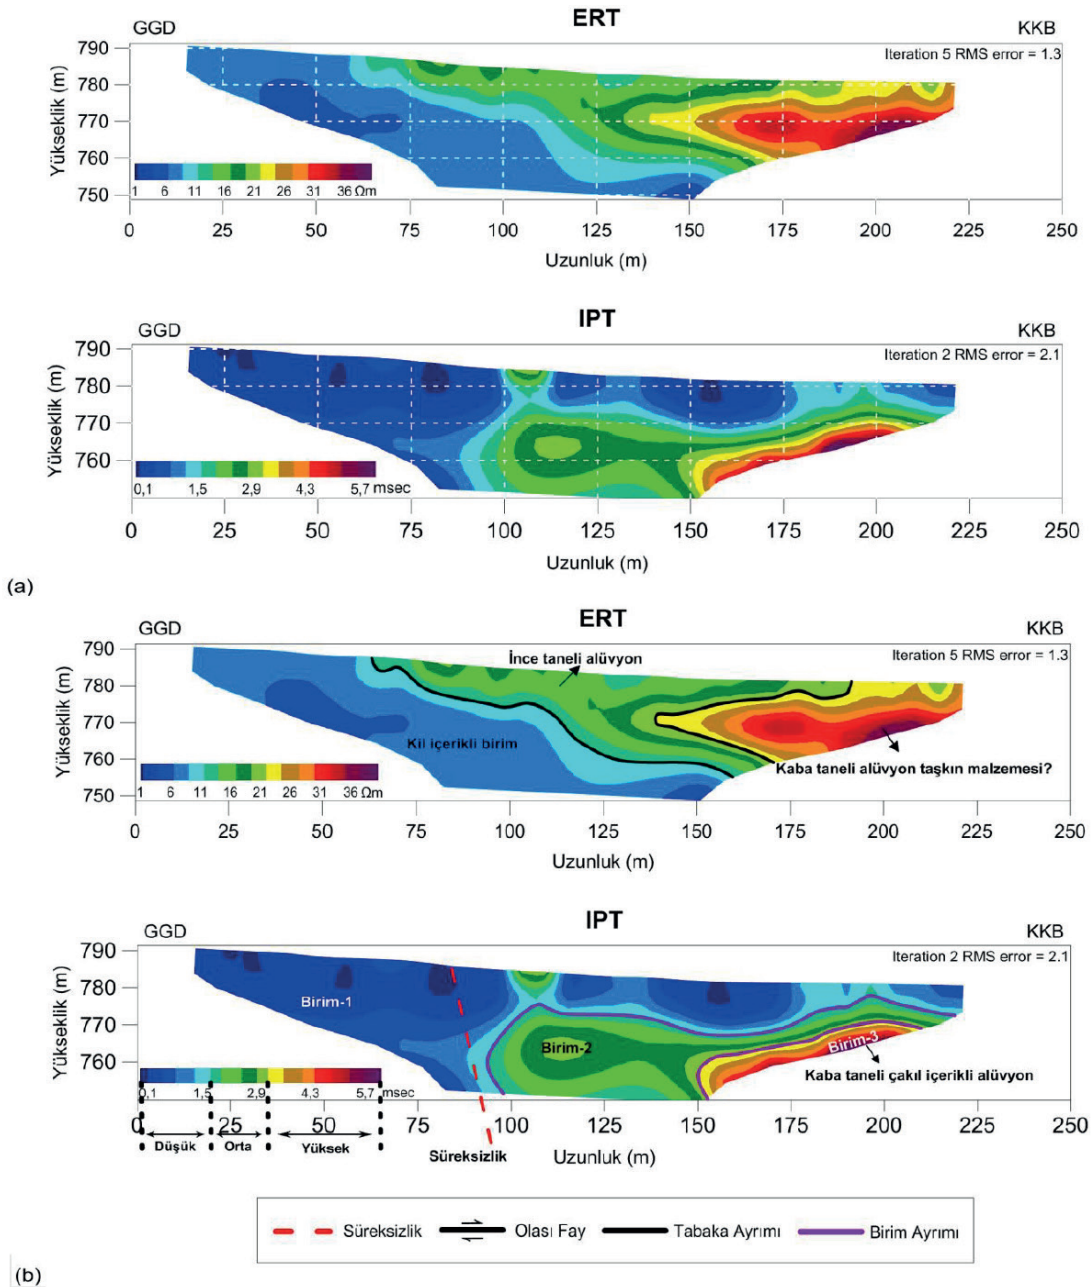 ERT
GGD
KKB
Iteration 5 RMS error = 1.3
Yükseklik (m)
790
780
770
760
750
1 6 11 16 21 26 31 36 Ωm
0 25 50 75 100 125 150 175 200 225 250
Uzunluk (m)
IPT
GGD
KKB
Iteration 2 RMS error = 2.1
Yükseklik (m)
790
780
770
760
0,1 1,5 2,9 4,3 5,7 msec
0 25 50 75 100 125 150 175 200 225 250
Uzunluk (m)
(a)
ERT
GGD
KKB
Iteration 5 RMS error = 1.3
Yükseklik (m)
790
780
770
760
750
İnce taneli alüvyon
Kil içerikli birim
Kaba taneli alüvyon taşkın malzemesi?
1 6 11 16 21 26 31 36 Ωm
0 25 50 75 100 125 150 175 200 225 250
Uzunluk (m)
IPT
GGD
KKB
Iteration 2 RMS error = 2.1
Yükseklik (m)
790
780
770
760
Birim-1
Birim-2
Birim-3
Kaba taneli çakıl içerikli alüvyon
0,1 1,5 2,9 4,3 5,7 msec
0 25 50 75 100 125 150 175 200 225 250
Düşük Orta Yüksek
Süreksizlik
Uzunluk (m)
Süreksizlik Olası Fay Tabaka Ayrımı Birim Ayrımı
(b)